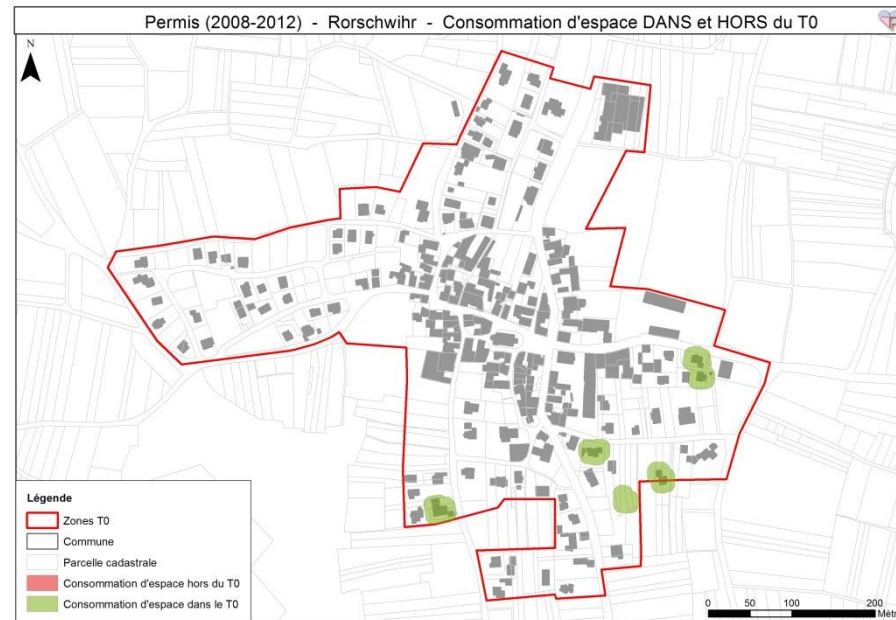 Permis (2008-2012) - Rorschwihr - Consommation d'espace DANS et HORS du T0
N
Légende
Zones T0
Commune
Parcelle cadastrale
Consommation d'espace hors du T0
Consommation d'espace dans le T0
0 50 100 200